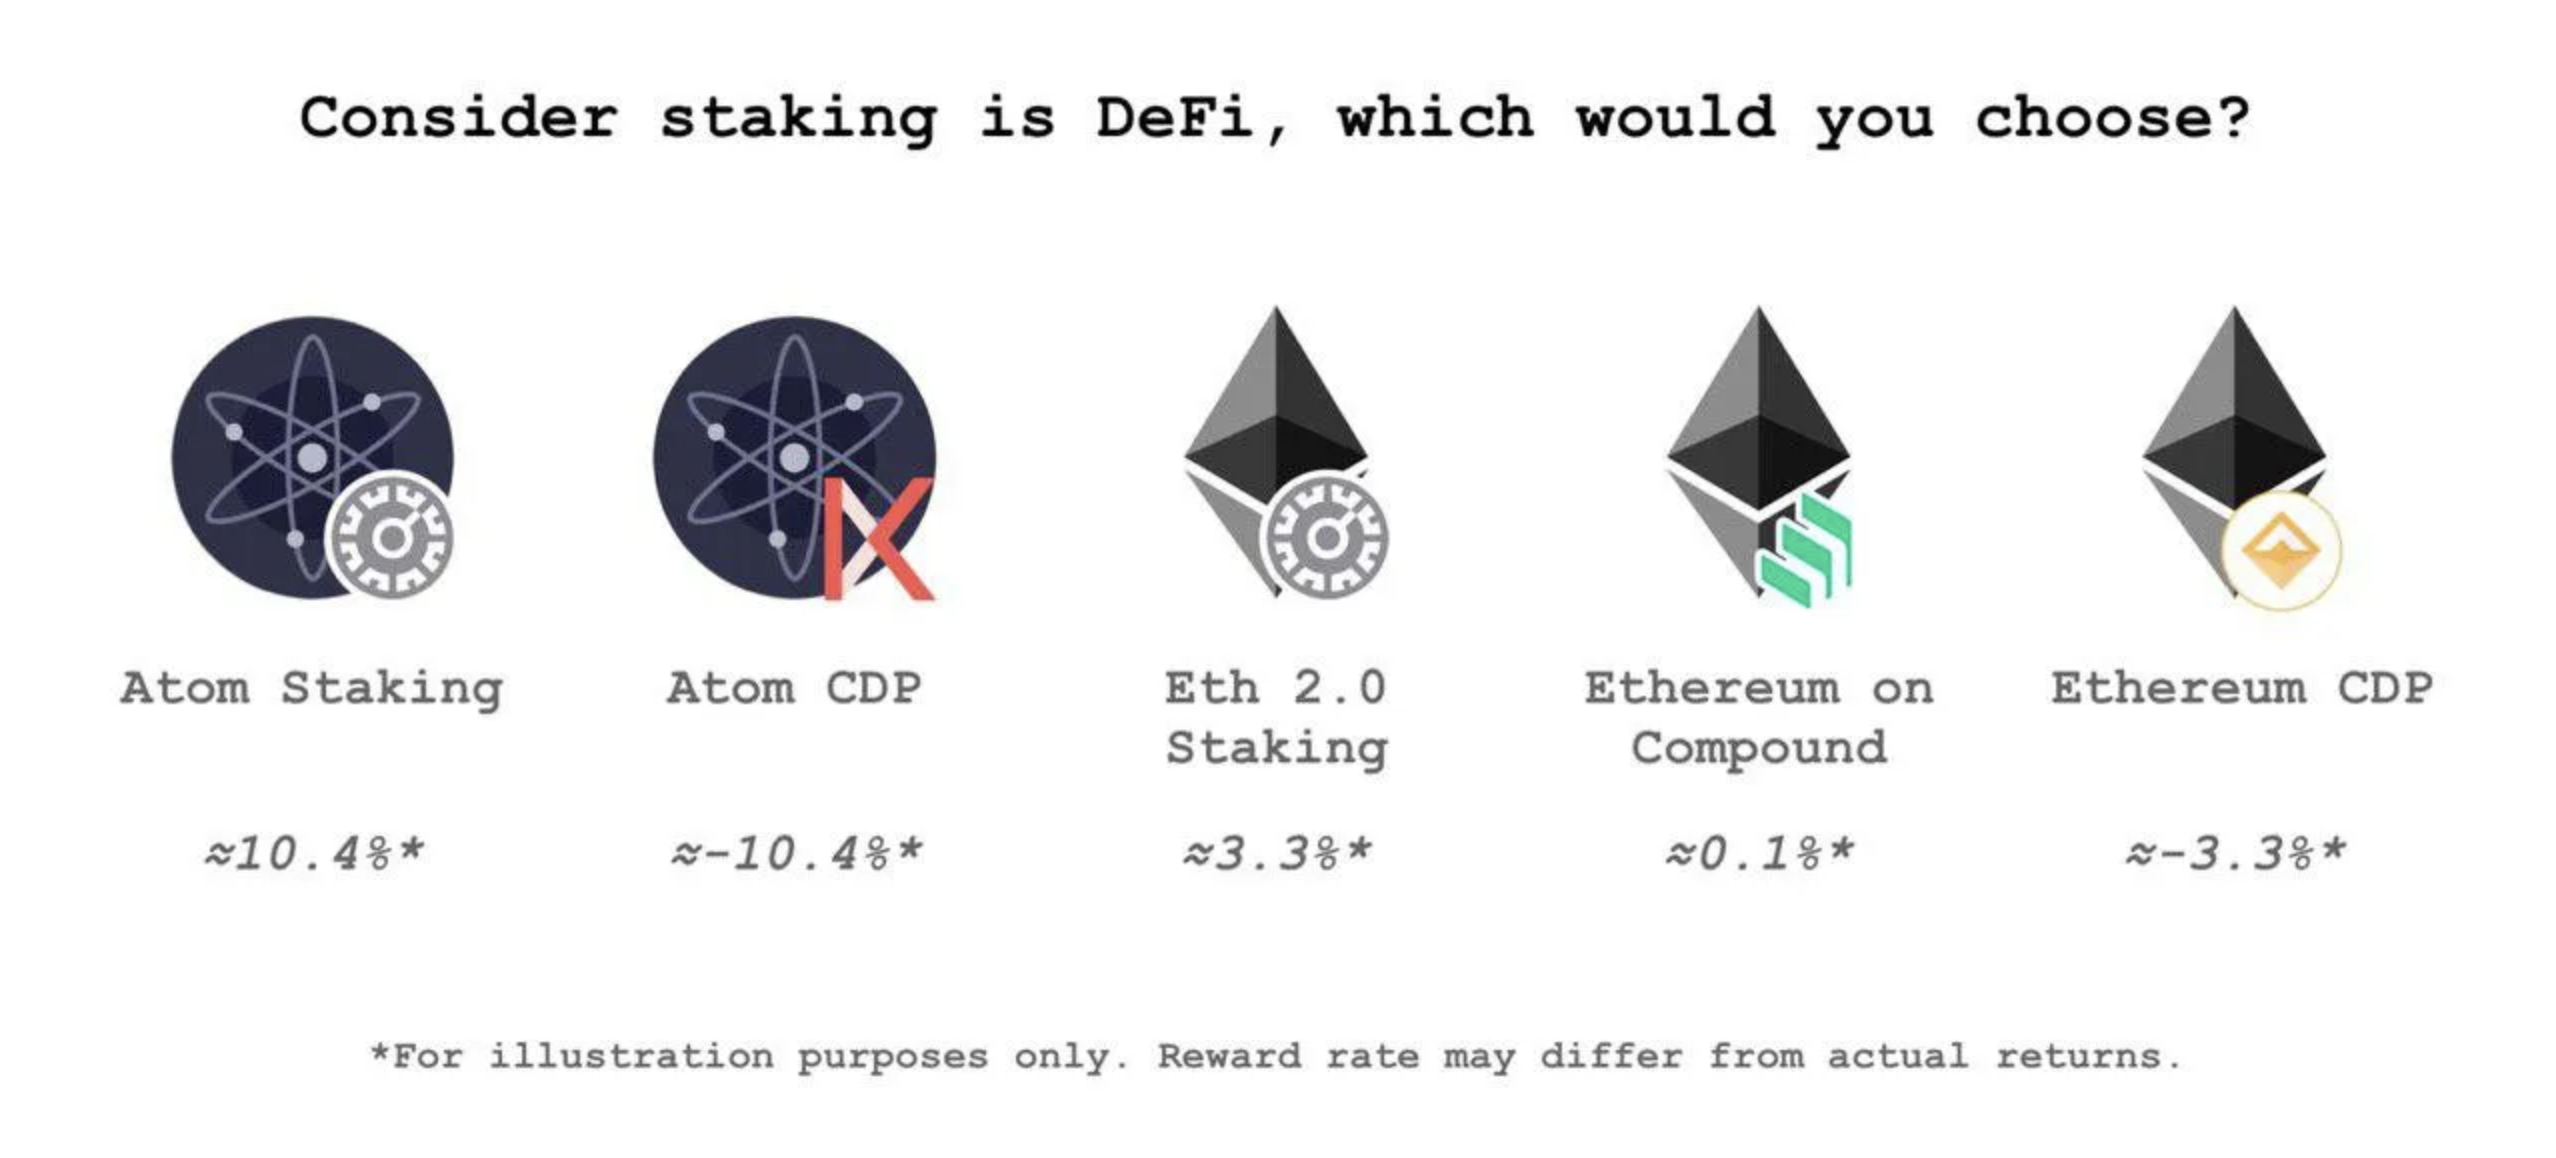 Consider staking is DeFi, which would you choose?
Atom Staking
Atom CDP
Eth 2.0
Staking
Ethereum on
Compound
Ethereum CDP
≈10.4%*
≈-10.4%*
≈3.3%*
≈0.1%*
≈-3.3%*
*For illustration purposes only. Reward rate may differ from actual returns.